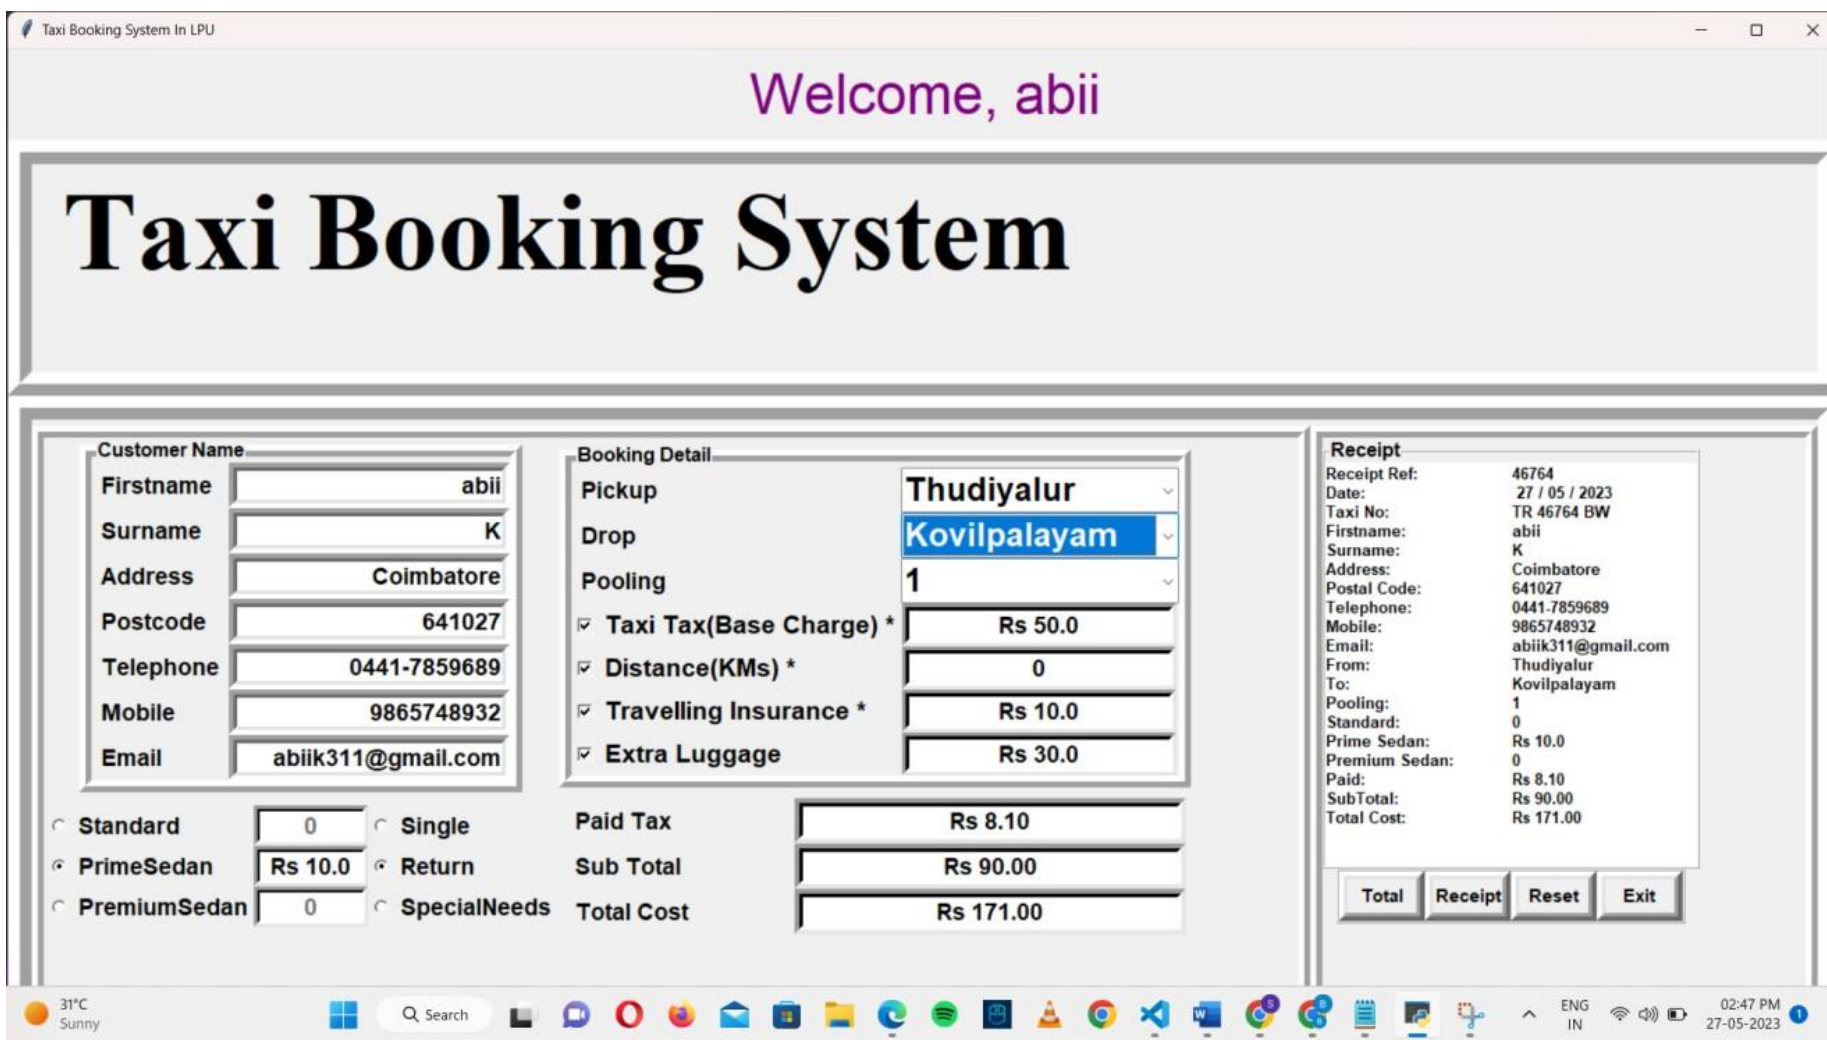 Taxi Booking System In LPU
Welcome, abii
Taxi Booking System
Customer Name
Firstname abii
Surname K
Address Coimbatore
Postcode 641027
Telephone 0441-7859689
Mobile 9865748932
Email abiik311@gmail.com
Standard 0 Single
PrimeSedan Rs 10.0 Return
PremiumSedan 0 SpecialNeeds
Booking Detail
Pickup Thudiyalur
Drop Kovilpalayam
Pooling 1
Taxi Tax(Base Charge) * Rs 50.0
Distance(KMs) * 0
Travelling Insurance * Rs 10.0
Extra Luggage Rs 30.0
Paid Tax Rs 8.10
Sub Total Rs 90.00
Total Cost Rs 171.00
Receipt
Receipt Ref: 46764
Date: 27 / 05 / 2023
Taxi No: TR 46764 BW
Firstname: abii
Surname: K
Address: Coimbatore
Postal Code: 641027
Telephone: 0441-7859689
Mobile: 9865748932
Email: abiik311@gmail.com
From: Thudiyalur
To: Kovilpalayam
Pooling: 1
Standard: 0
Prime Sedan: Rs 10.0
Premium Sedan: 0
Paid: Rs 8.10
SubTotal: Rs 90.00
Total Cost: Rs 171.00
Total Receipt Reset Exit
31°C
Sunny
Search
ENG
IN
02:47 PM
27-05-2023
1